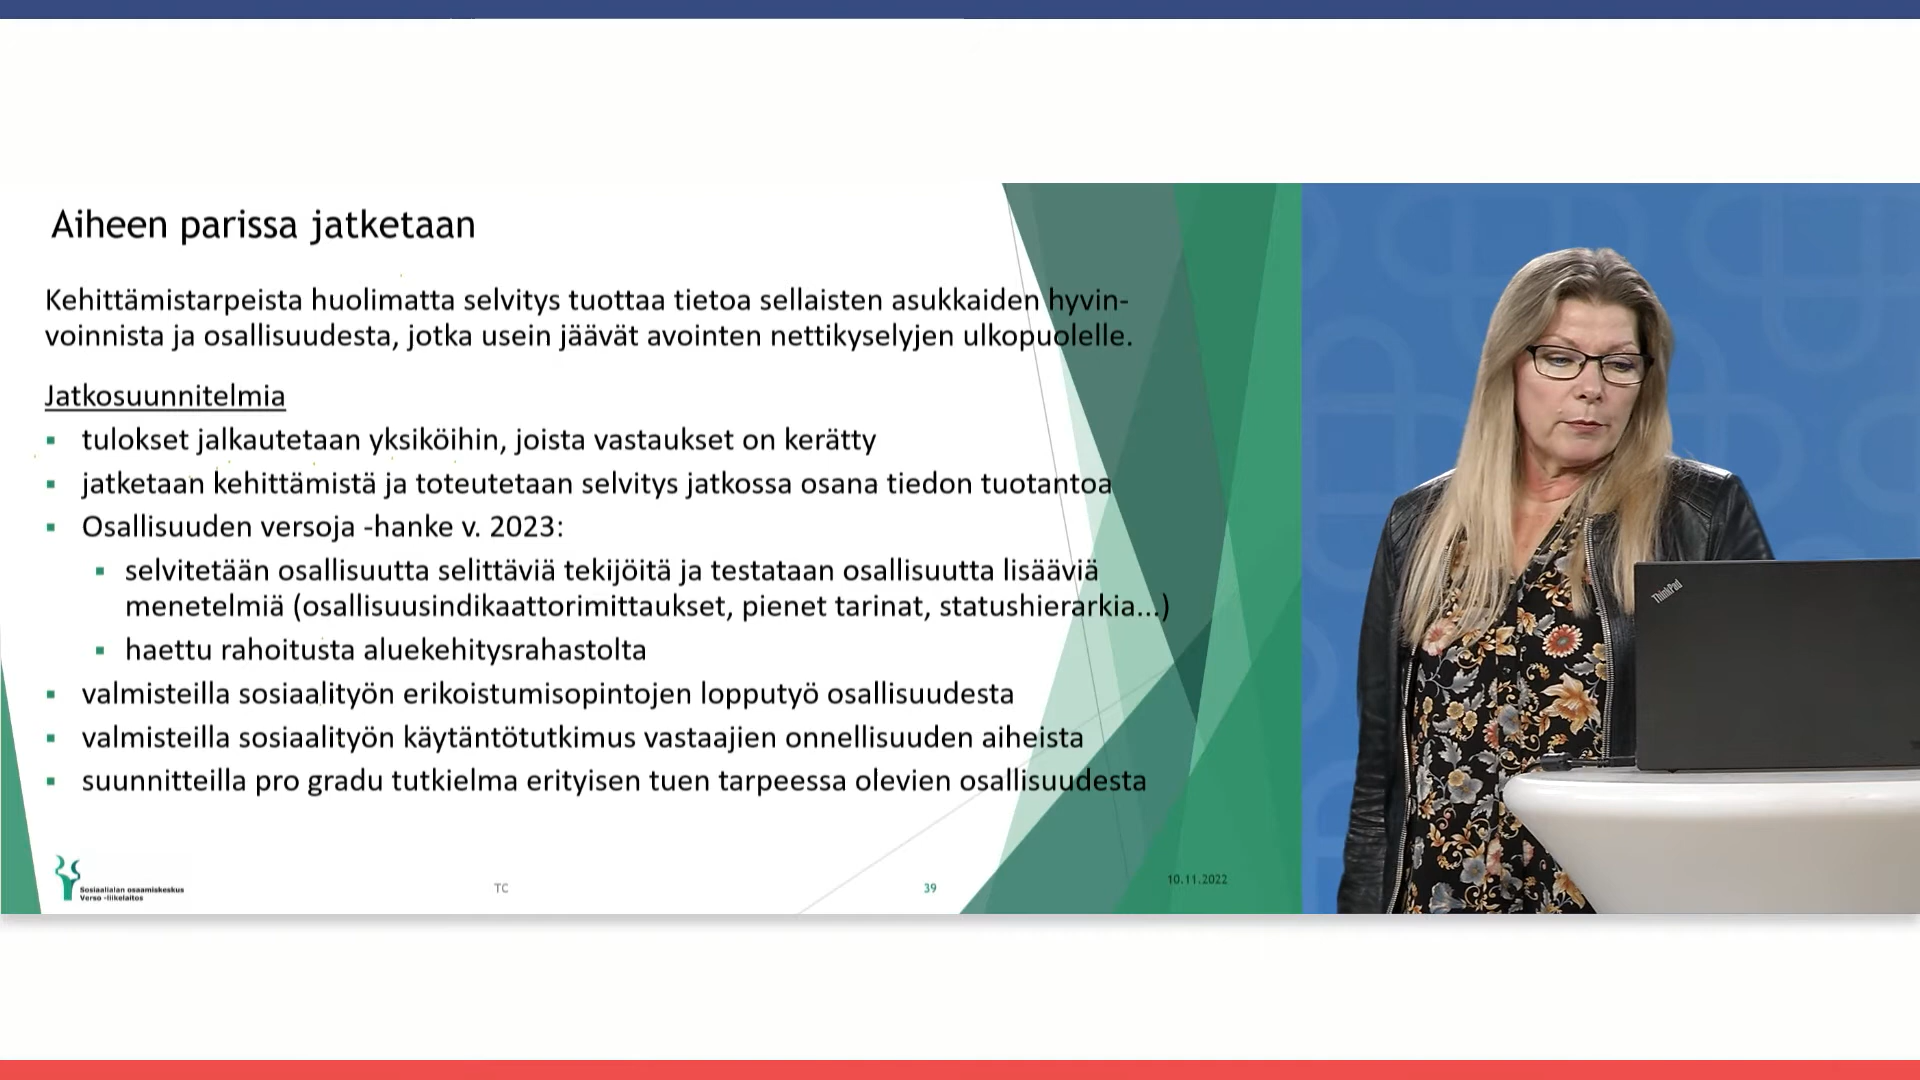 Aiheen parissa jatketaan
Kehittämistarpeista huolimatta selvitys tuottaa tietoa sellaisten asukkaiden hyvin-
voinnista ja osallisuudesta, jotka usein jäävät avointen nettikyselyjen ulkopuolelle.
Jatkosuunnitelmia
▪ tulokset jalkautetaan yksiköihin, joista vastaukset on kerätty
▪ jatketaan kehittämistä ja toteutetaan selvitys jatkossa osana tiedon tuotantoa
▪ Osallisuuden versoja -hanke v. 2023:
▪ selvitetään osallisuutta selittäviä tekijöitä ja testataan osallisuutta lisääviä
menetelmiä (osallisuusindikaattorimittaukset, pienet tarinat, statushierarkia...)
▪ haettu rahoitusta aluekehitysrahastolta
▪ valmisteilla sosiaalityön erikoistumisopintojen lopputyö osallisuudesta
▪ valmisteilla sosiaalityön käytäntötutkimus vastaajien onnellisuuden aiheista
▪ suunnitteilla pro gradu tutkielma erityisen tuen tarpeessa olevien osallisuudesta
Sosiaalialan osaamiskeskus
Verso -liikelaitos
TC
39
10.11.2022
ThinkPad